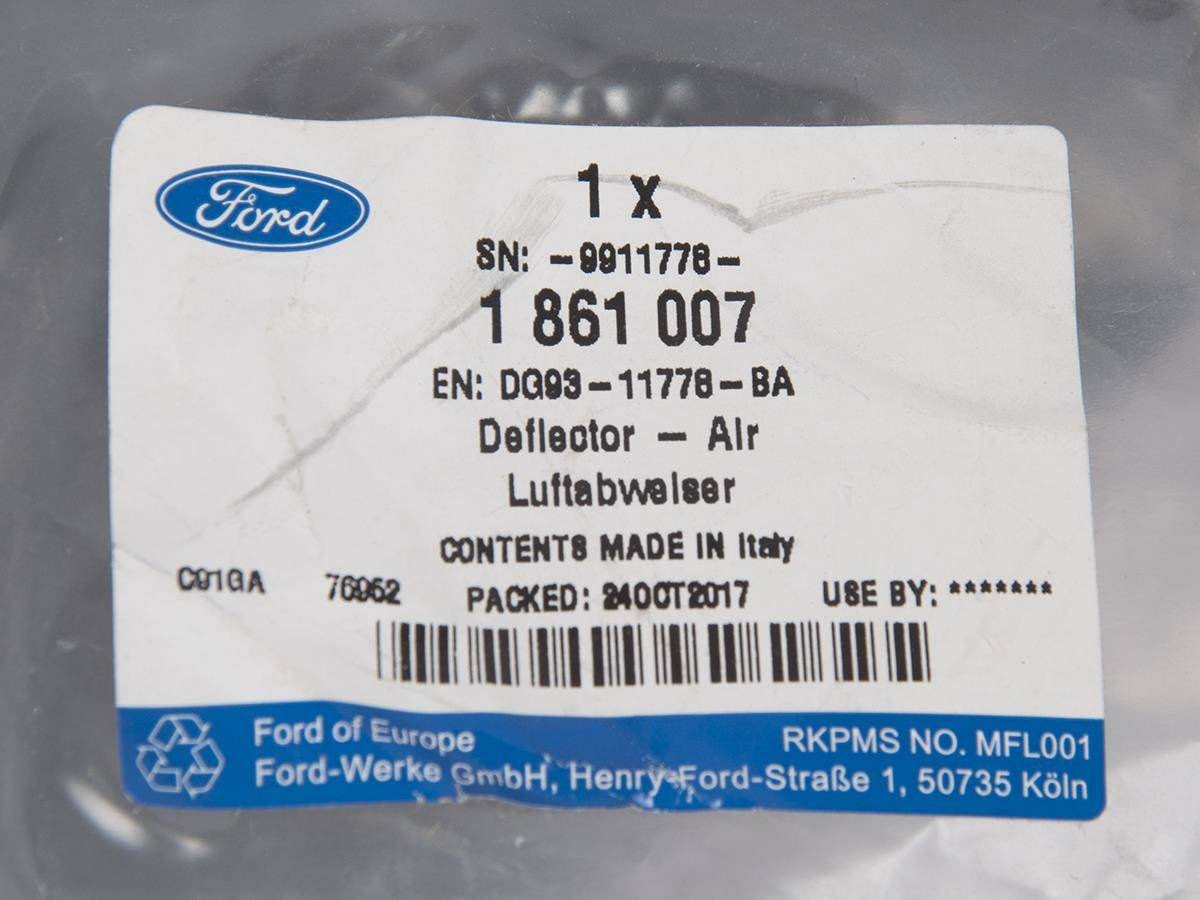 Ford
1 x
SN: -9911778-
1 861 007
EN: DG93-11778-BA
Deflector - Air
Luftabweiser
CONTENTS MADE IN Italy
C91GA 76952 PACKED: 24OCT2017 USE BY: *******
Ford of Europe RKPMS NO. MFL001
Ford-Werke GmbH, Henry-Ford-Straße 1, 50735 Köln